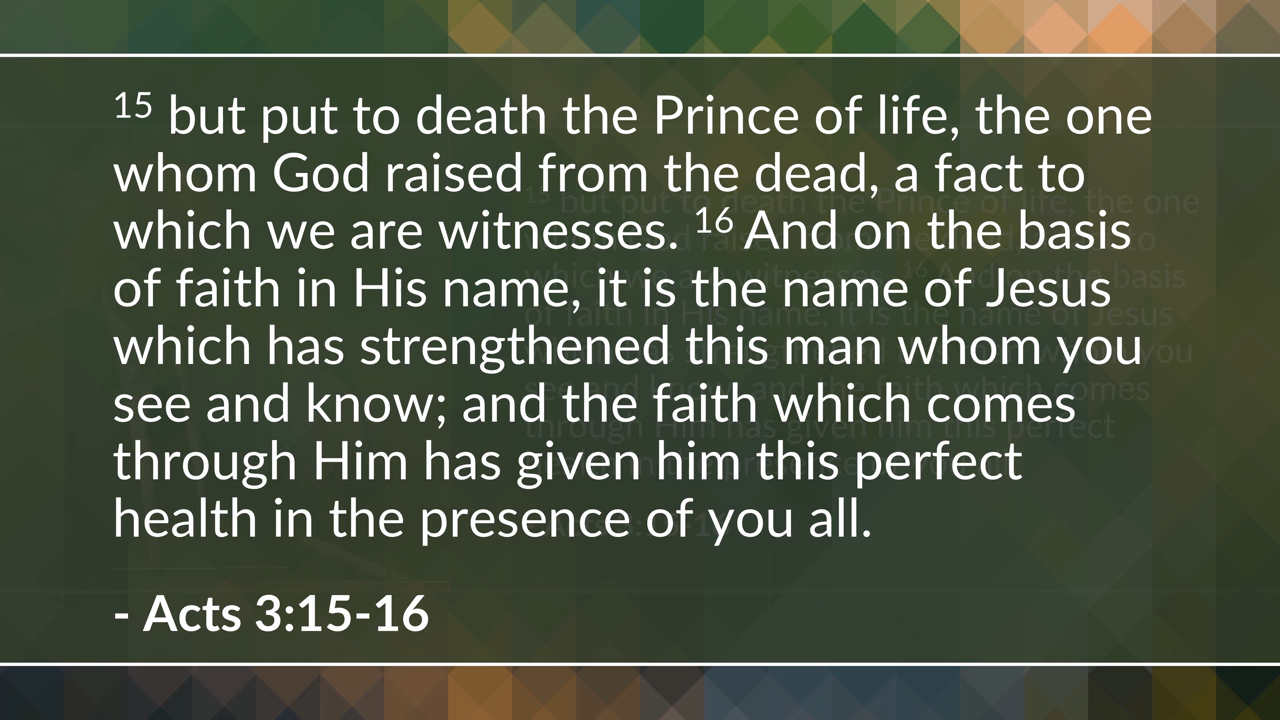 15 but put to death the Prince of life, the one
whom God raised from the dead, a fact to
which we are witnesses. 16 And on the basis
of faith in His name, it is the name of Jesus
which has strengthened this man whom you
see and know; and the faith which comes
through Him has given him this perfect
health in the presence of you all.
- Acts 3:15-16